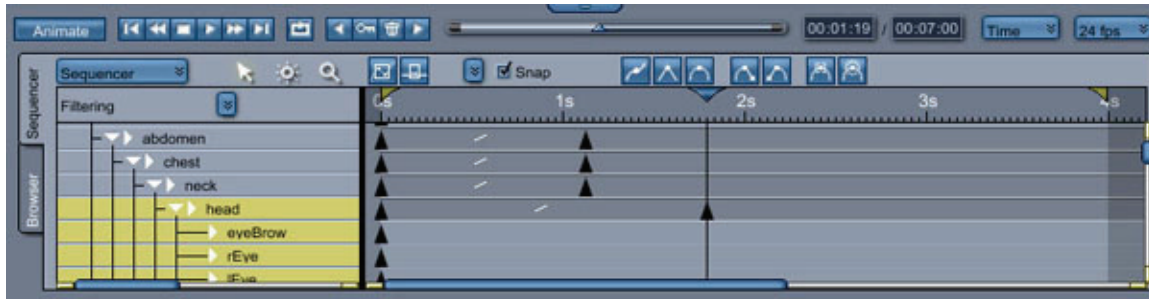 Animate 00:01:19 / 00:07:00 Time 24 fps
Sequencer Snap
Filtering 0s 1s 2s 3s 4s
abdomen
chest
neck
head
eyeBrow
rEye
lEye
Sequencer
Browser